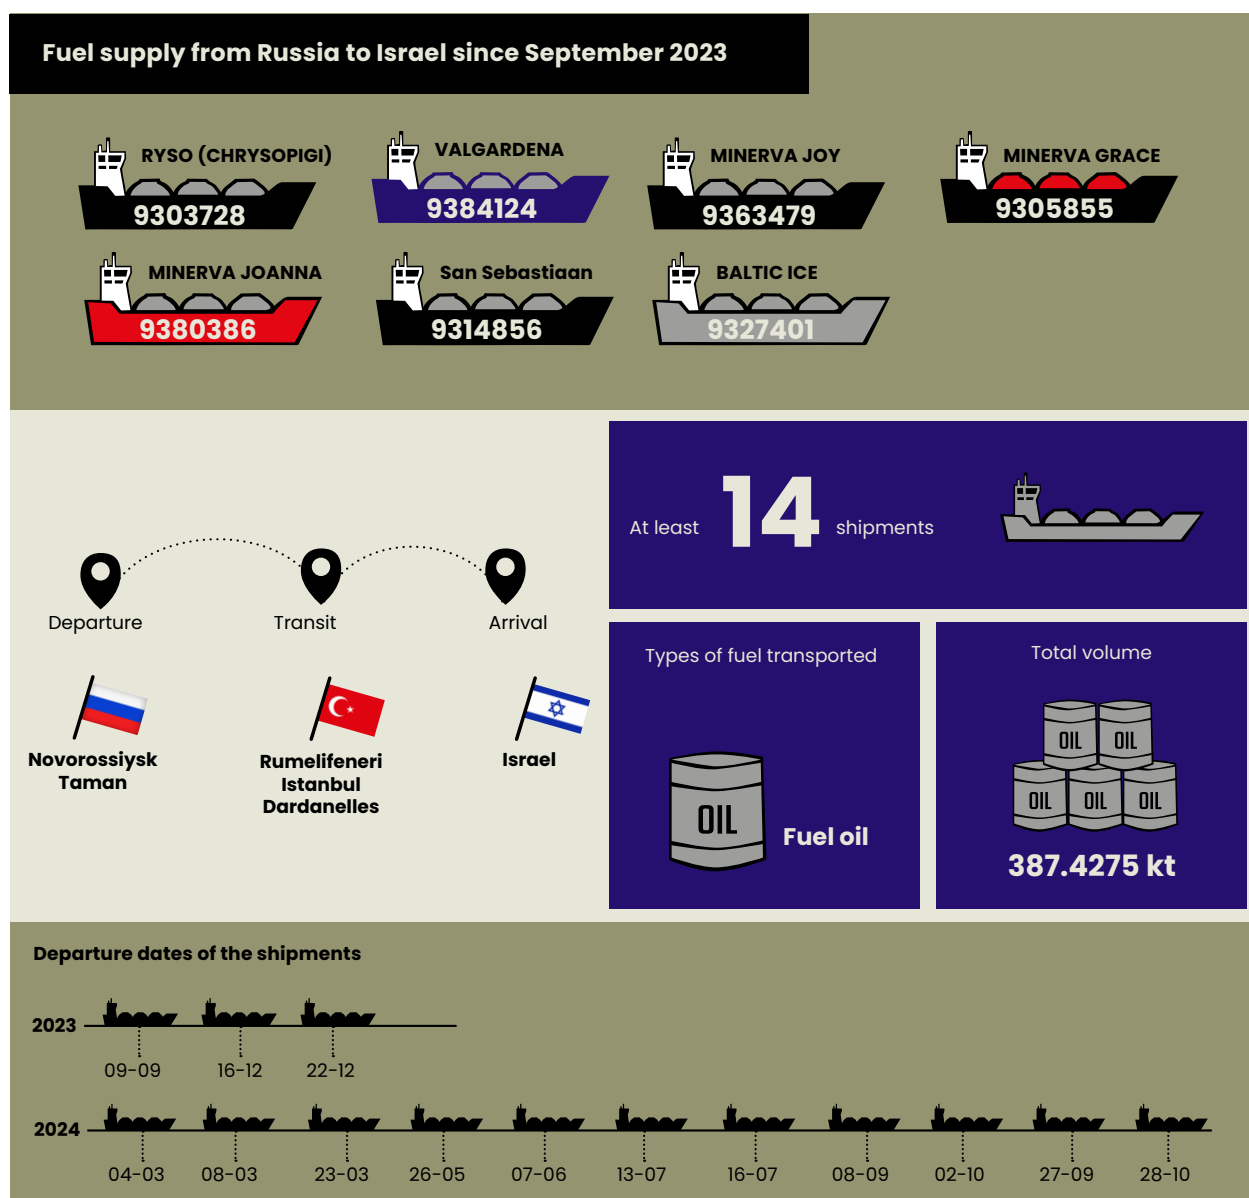 Fuel supply from Russia to Israel since September 2023
RYSO (CHRYSOPIGI)
9303728
VALGARDENA
9384124
MINERVA JOY
9363479
MINERVA GRACE
9305855
MINERVA JOANNA
9380386
San Sebastiaan
9314856
BALTIC ICE
9327401
Departure
Transit
Arrival
Novorossiysk
Taman
Rumelifeneri
Istanbul
Dardanelles
Israel
At least 14 shipments
Types of fuel transported
OIL
Fuel oil
Total volume
OIL OIL
OIL OIL OIL
387.4275 kt
Departure dates of the shipments
2023
09-09 16-12 22-12
2024
04-03 08-03 23-03 26-05 07-06 13-07 16-07 08-09 02-10 27-09 28-10